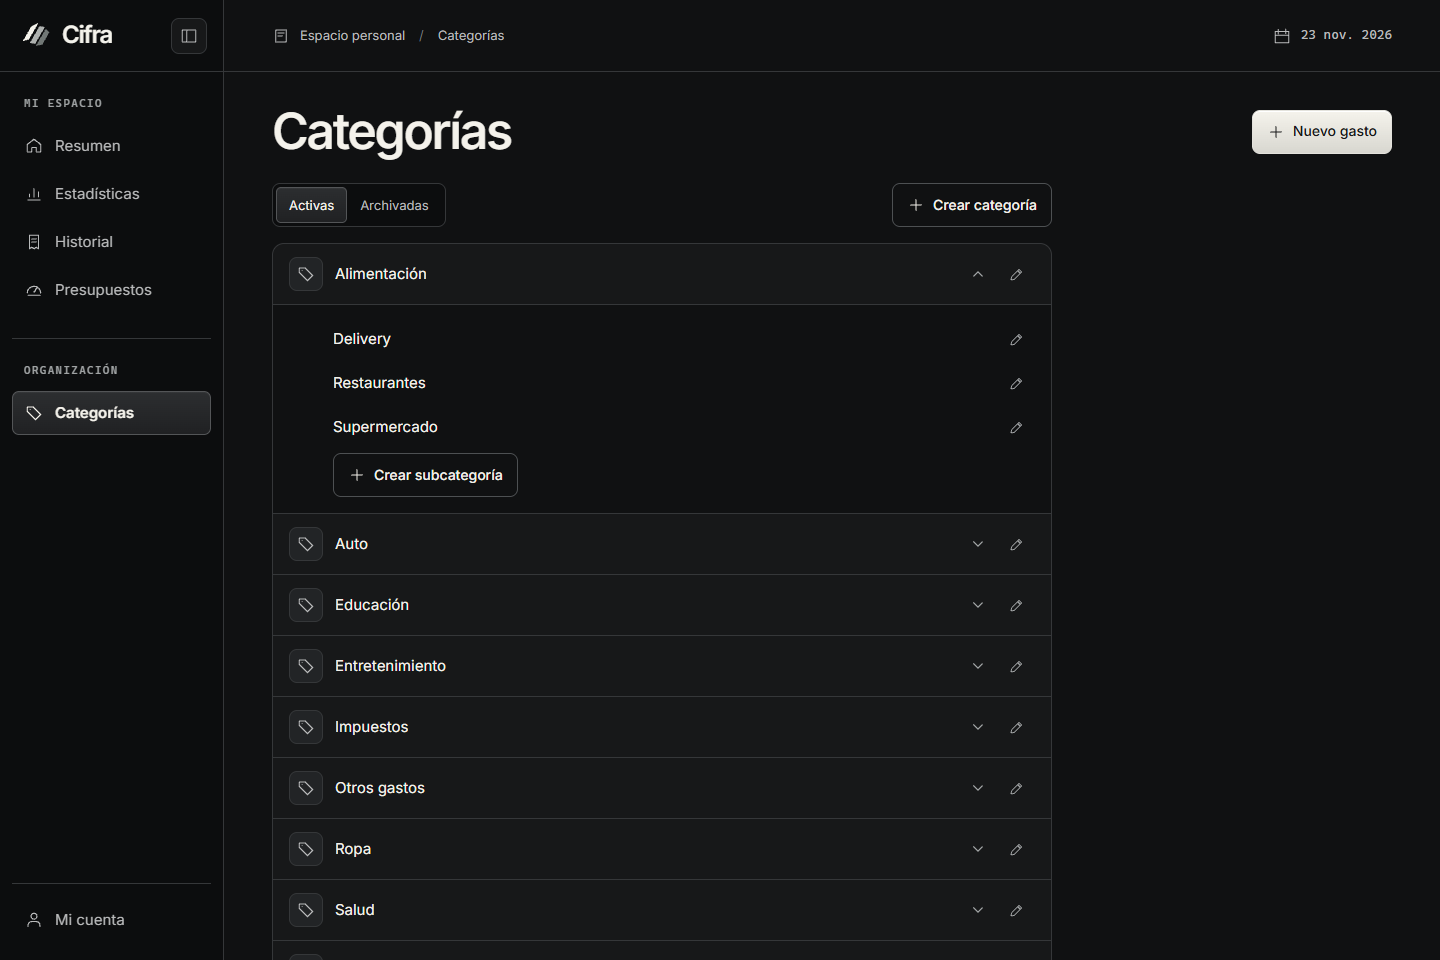 Cifra
Espacio personal / Categorías
23 nov. 2026
MI ESPACIO
Resumen
Estadísticas
Historial
Presupuestos
ORGANIZACIÓN
Categorías
Mi cuenta
Categorías
Nuevo gasto
Activas
Archivadas
Crear categoría
Alimentación
Delivery
Restaurantes
Supermercado
Crear subcategoría
Auto
Educación
Entretenimiento
Impuestos
Otros gastos
Ropa
Salud